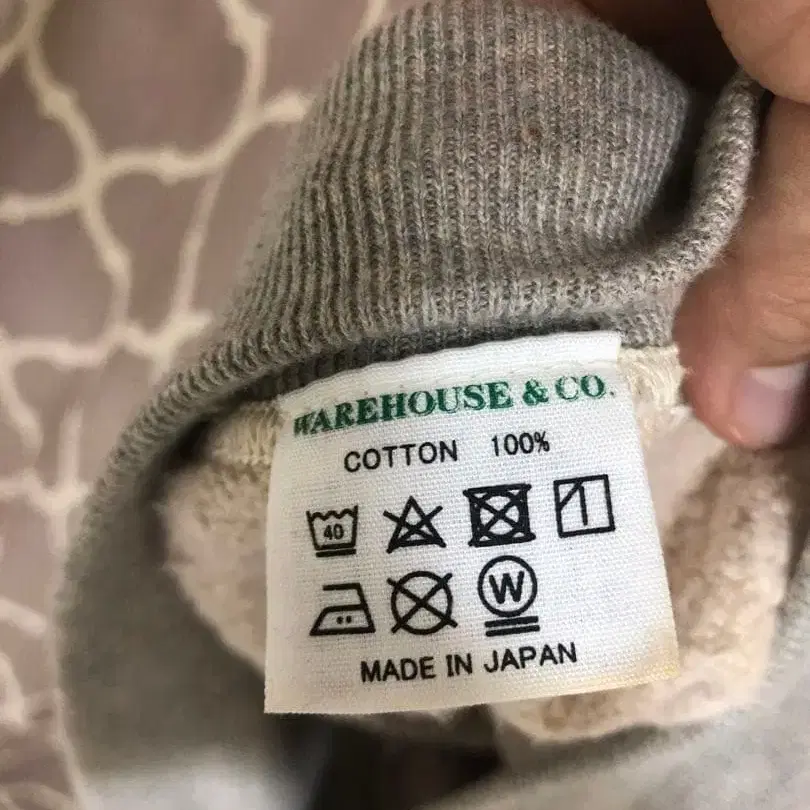 WAREHOUSE & CO.
COTTON 100%
40
W
MADE IN JAPAN